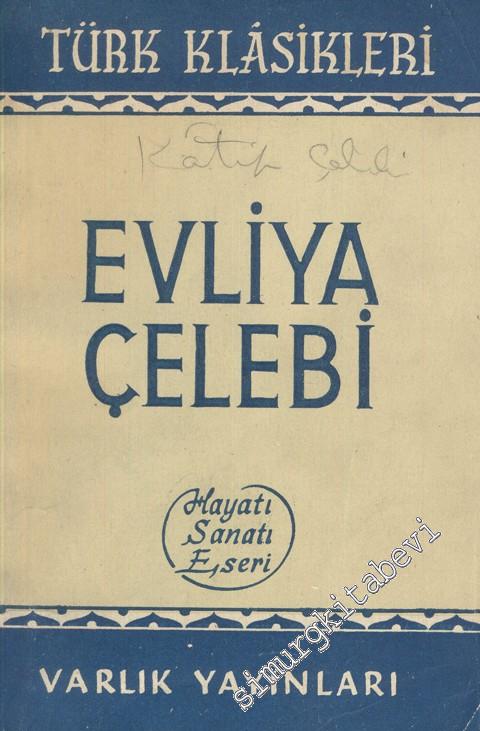 TÜRK KLÂSİKLERİ
Kâtip Çelebi
EVLİYA
ÇELEBİ
Hayatı
Sanatı
Eseri
VARLIK YAYINLARI
simurgkitabevi